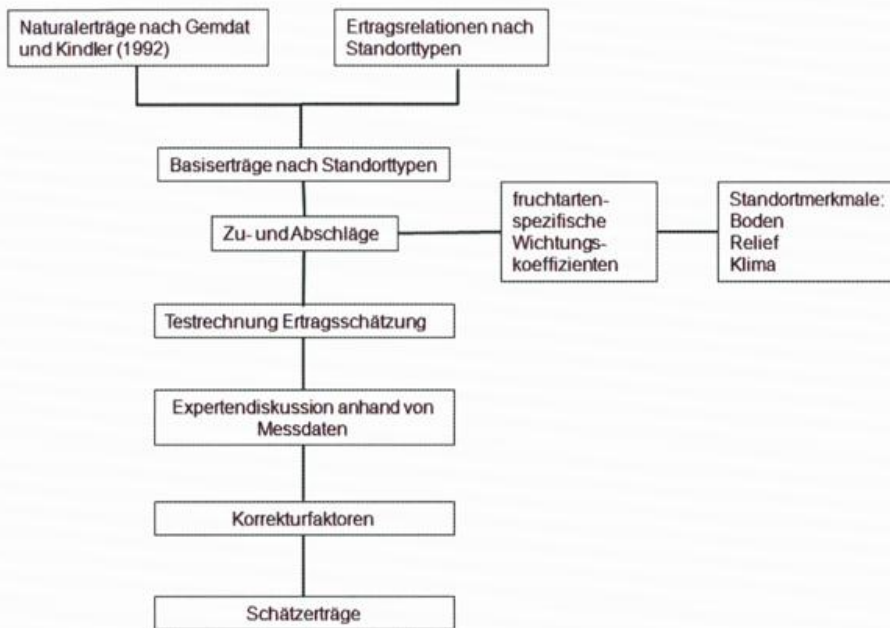 Naturalerträge nach Gemdat
und Kindler (1992)
Ertragsrelationen nach
Standorttypen
Basiserträge nach Standorttypen
Zu- und Abschläge
fruchtarten-
spezifische
Wichtungs-
koeffizienten
Standortmerkmale:
Boden
Relief
Klima
Testrechnung Ertragsschätzung
Expertendiskussion anhand von
Messdaten
Korrekturfaktoren
Schätzerträge